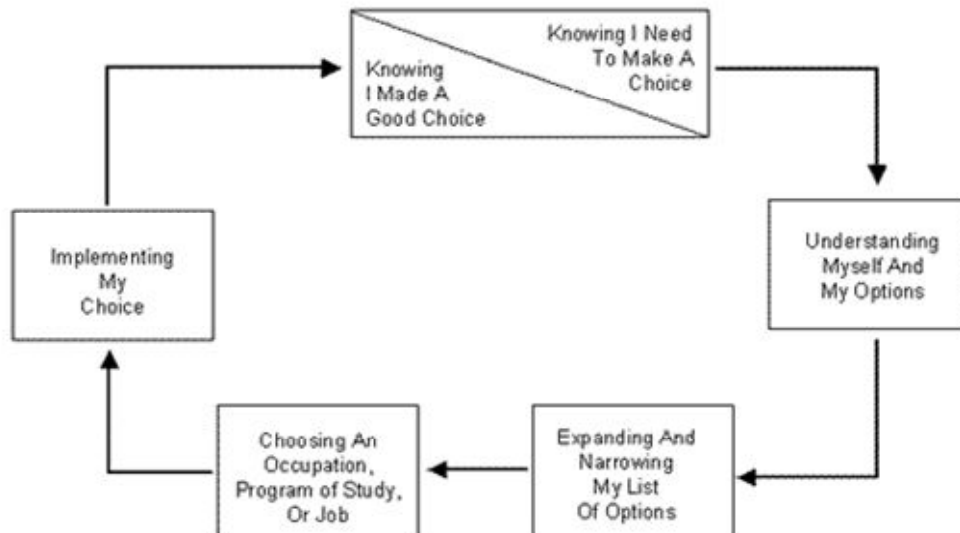 Knowing I Need
To Make A
Choice
Knowing
I Made A
Good Choice
Understanding
Myself And
My Options
Expanding And
Narrowing
My List
Of Options
Choosing An
Occupation,
Program of Study,
Or Job
Implementing
My
Choice